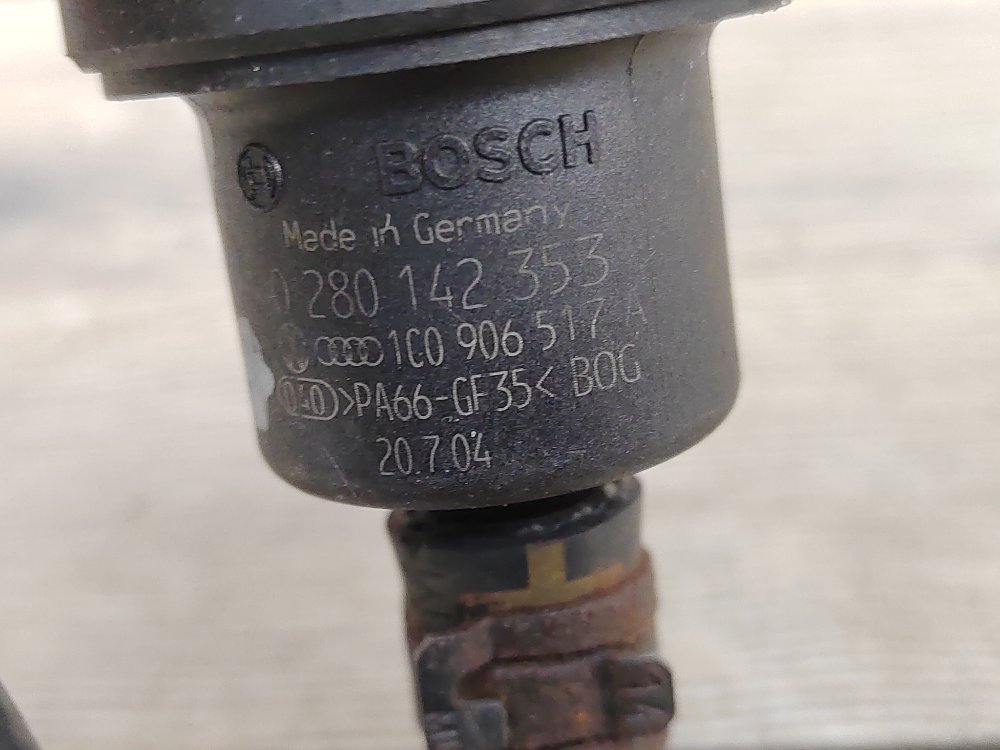 BOSCH
Made in Germany
0 280 142 353
1C0 906 517 A
>PA66-GF35< BOG
20.7.04